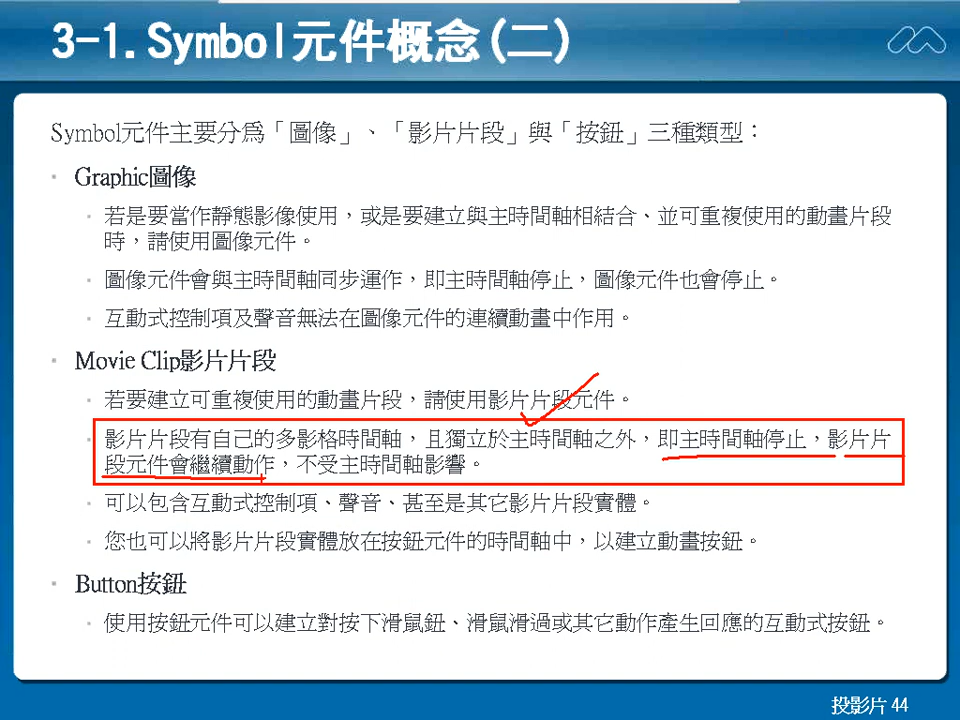 3-1.Symbol元件概念(二)
Symbol元件主要分為「圖像」、「影片片段」與「按鈕」三種類型：
• Graphic圖像
• 若是要當作靜態影像使用，或是要建立與主時間軸相結合、並可重複使用的動畫片段
時，請使用圖像元件。
• 圖像元件會與主時間軸同步運作，即主時間軸停止，圖像元件也會停止。
• 互動式控制項及聲音無法在圖像元件的連續動畫中作用。
• Movie Clip影片片段
• 若要建立可重複使用的動畫片段，請使用影片片段元件。
• 影片片段有自己的多影格時間軸，且獨立於主時間軸之外，即主時間軸停止，影片片
段元件會繼續動作，不受主時間軸影響。
• 可以包含互動式控制項、聲音、甚至是其它影片片段實體。
• 您也可以將影片片段實體放在按鈕元件的時間軸中，以建立動畫按鈕。
• Button按鈕
• 使用按鈕元件可以建立對按下滑鼠鈕、滑鼠滑過或其它動作產生回應的互動式按鈕。
投影片 44